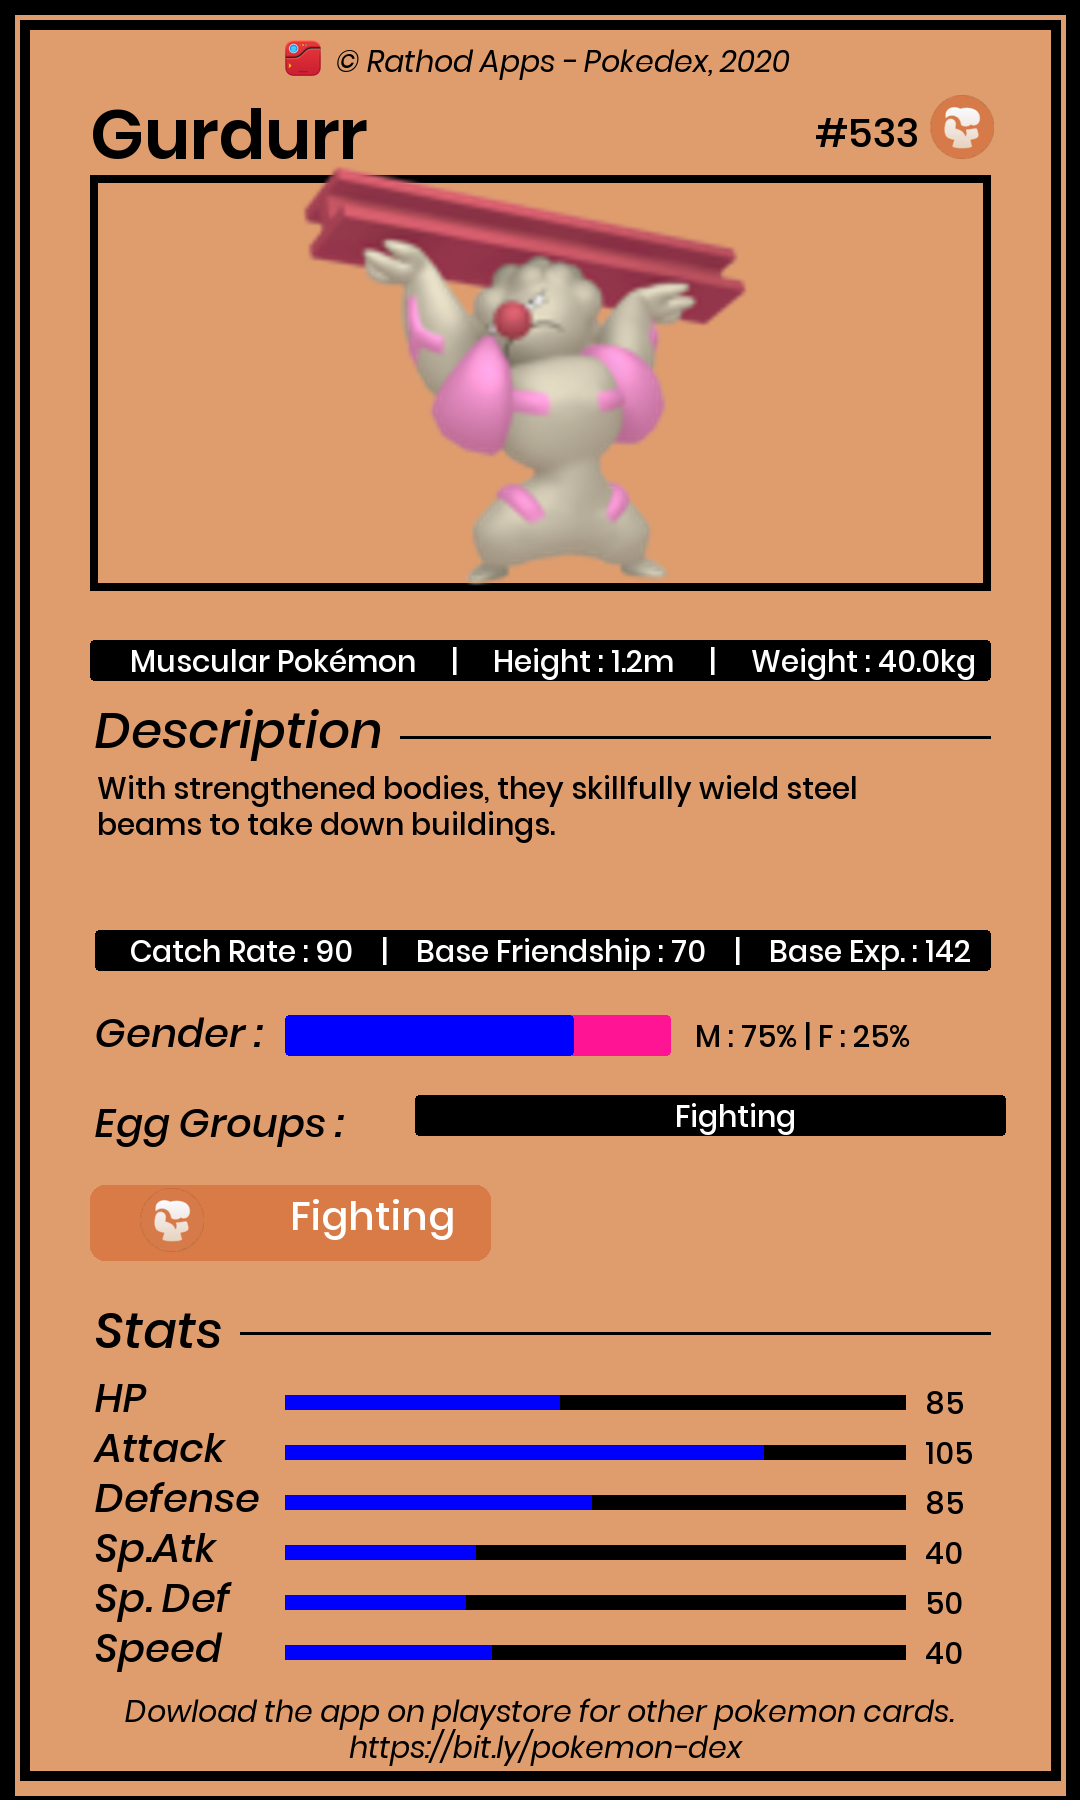 © Rathod Apps - Pokedex, 2020
Gurdurr #533
Muscular Pokémon | Height : 1.2m | Weight : 40.0kg
Description
With strengthened bodies, they skillfully wield steel
beams to take down buildings.
Catch Rate : 90 | Base Friendship : 70 | Base Exp. : 142
Gender : M : 75% | F : 25%
Egg Groups : Fighting
Fighting
Stats
HP 85
Attack 105
Defense 85
Sp.Atk 40
Sp. Def 50
Speed 40
Dowload the app on playstore for other pokemon cards.
https://bit.ly/pokemon-dex